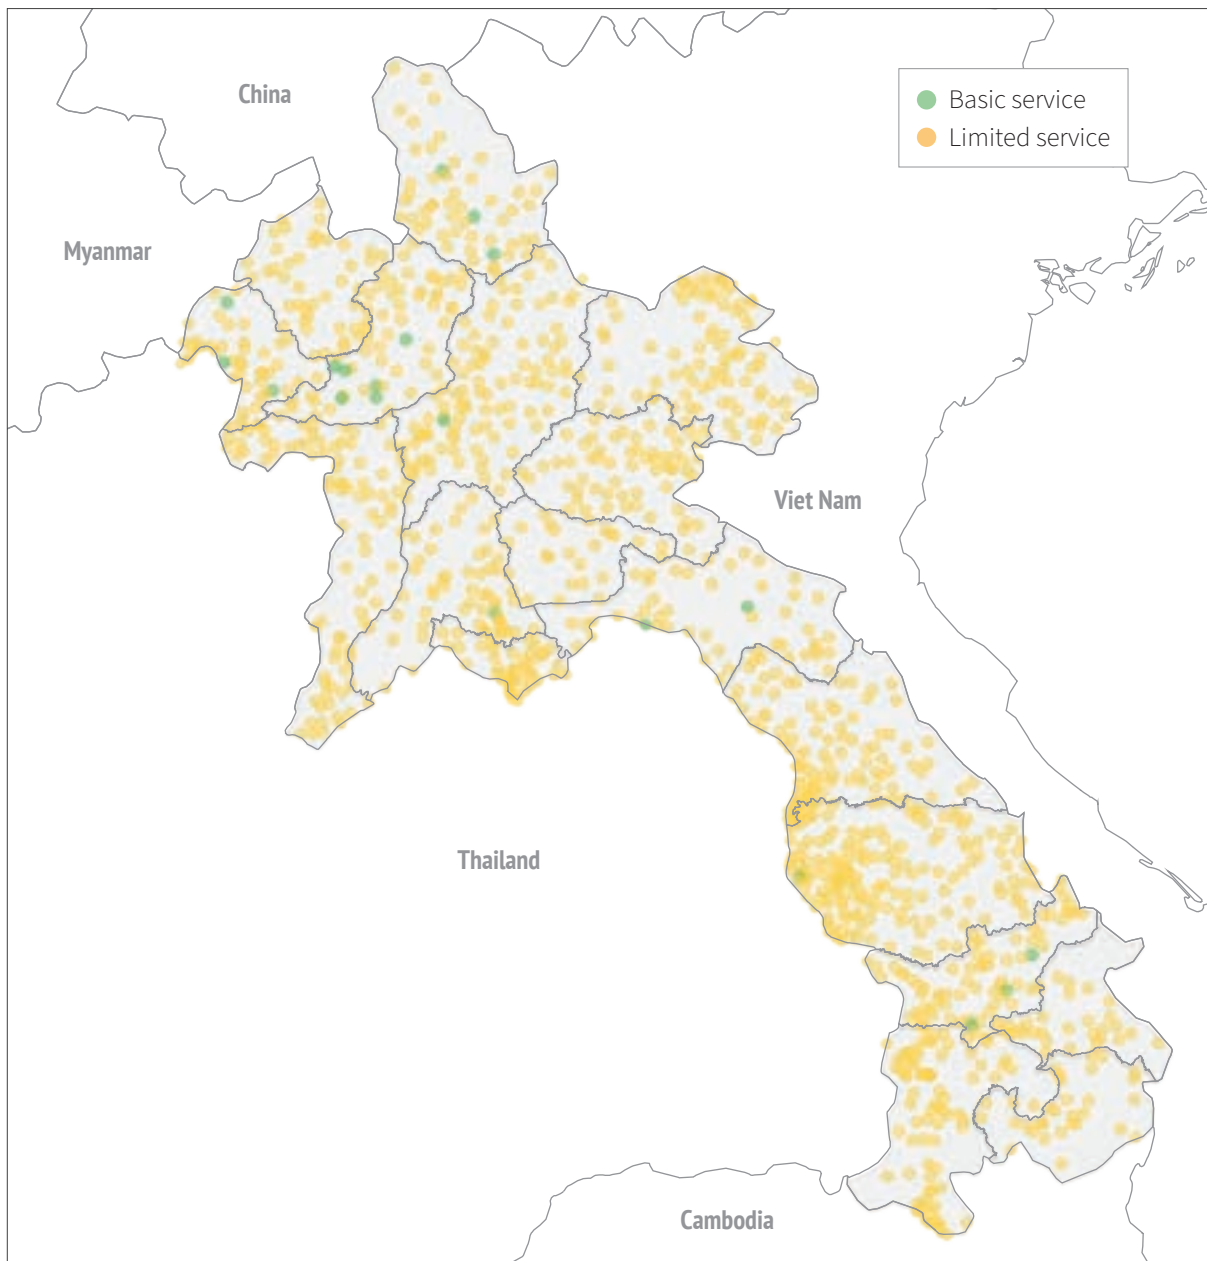 China
Basic service
Limited service
Myanmar
Viet Nam
Thailand
Cambodia